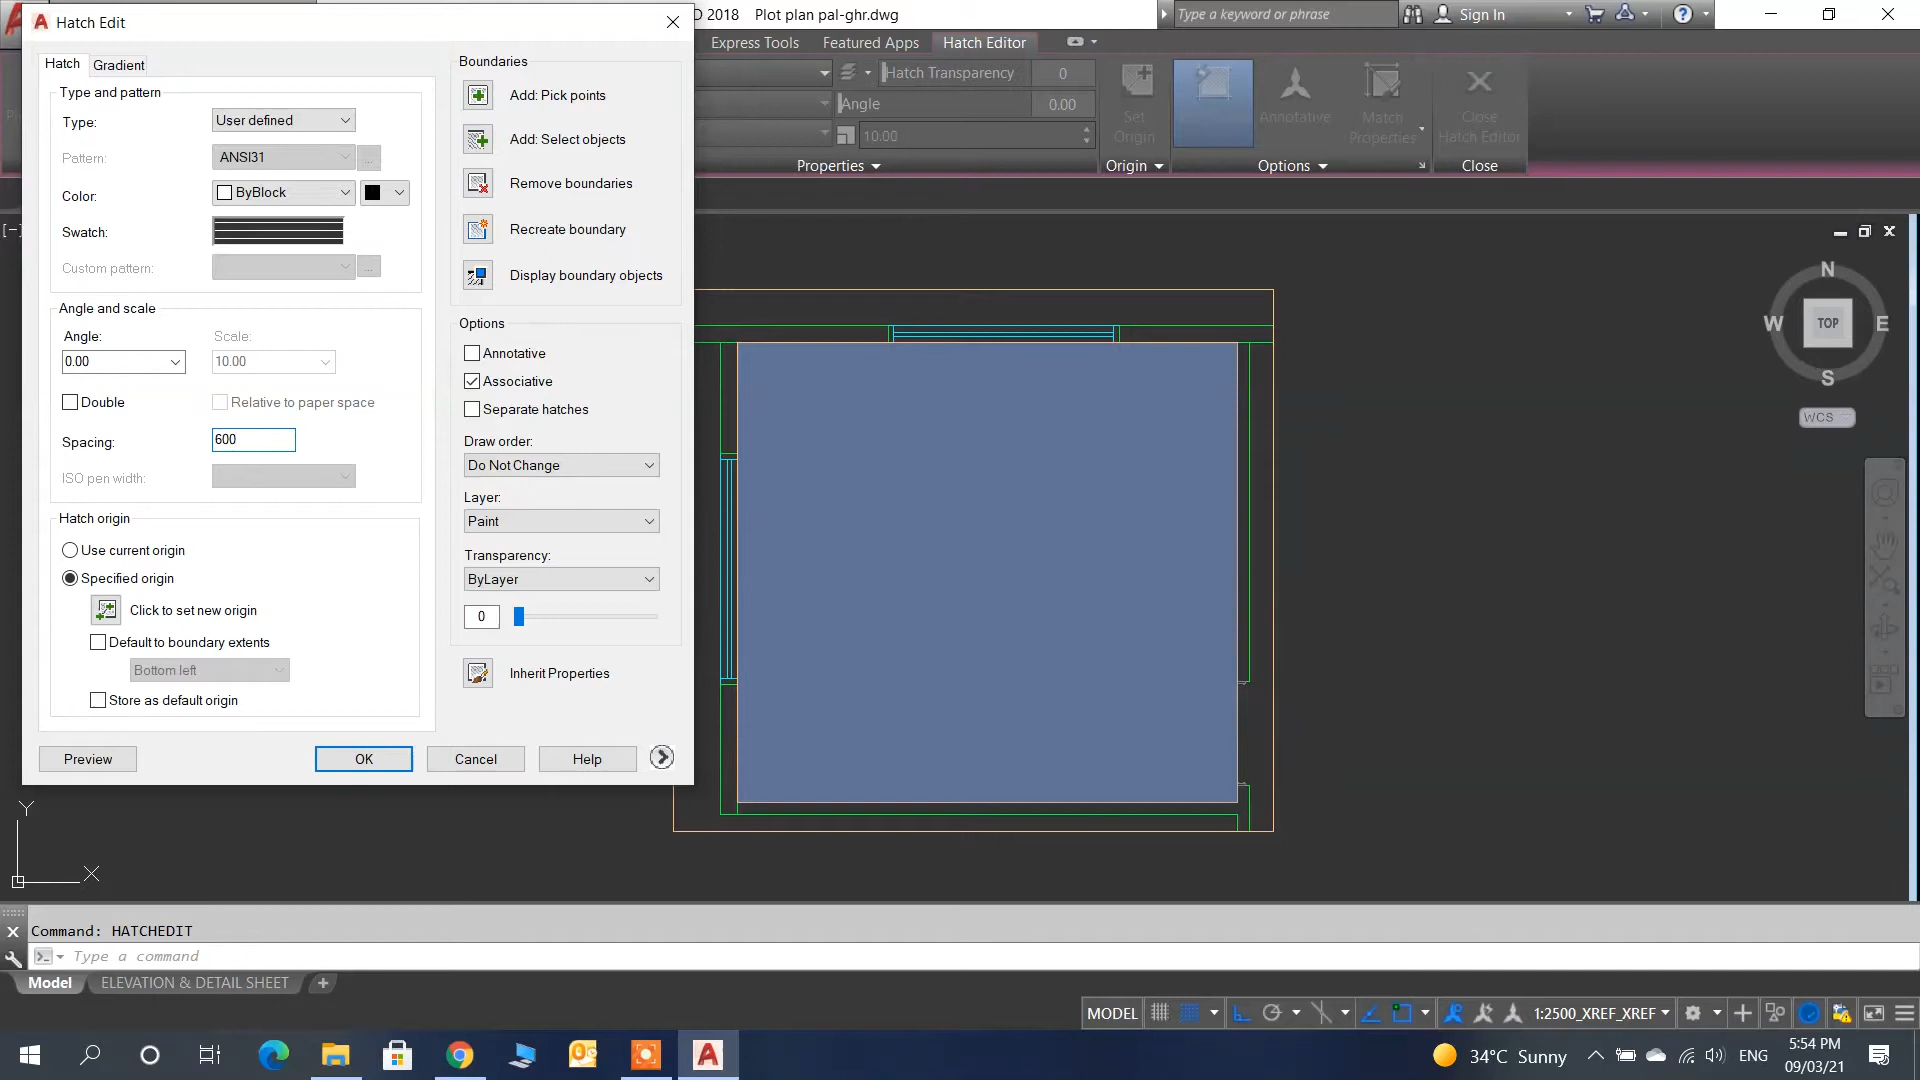 Hatch Edit
D 2018 Plot plan pal-ghr.dwg
Type a keyword or phrase
Sign In
Express Tools
Featured Apps
Hatch Editor
Hatch
Gradient
Type and pattern
Type:
User defined
Pattern:
ANSI31
...
Color:
ByBlock
Swatch:
Custom pattern:
...
Angle and scale
Angle:
Scale:
0.00
10.00
Double
Relative to paper space
Spacing:
600
ISO pen width:
Hatch origin
Use current origin
Specified origin
Click to set new origin
Default to boundary extents
Bottom left
Store as default origin
Boundaries
Add: Pick points
Add: Select objects
Remove boundaries
Recreate boundary
Display boundary objects
Options
Annotative
Associative
Separate hatches
Draw order:
Do Not Change
Layer:
Paint
Transparency:
ByLayer
0
Inherit Properties
Preview
OK
Cancel
Help
Hatch Transparency 0
Angle 0.00
10.00
Properties
Set Origin
Origin
Annotative
Match Properties
Options
Close Hatch Editor
Close
[−]
N
W
TOP
E
S
WCS
Y
X
Command: HATCHEDIT
Type a command
Model
ELEVATION & DETAIL SHEET
MODEL
1:2500_XREF_XREF
34°C Sunny
ENG
5:54 PM
09/03/21